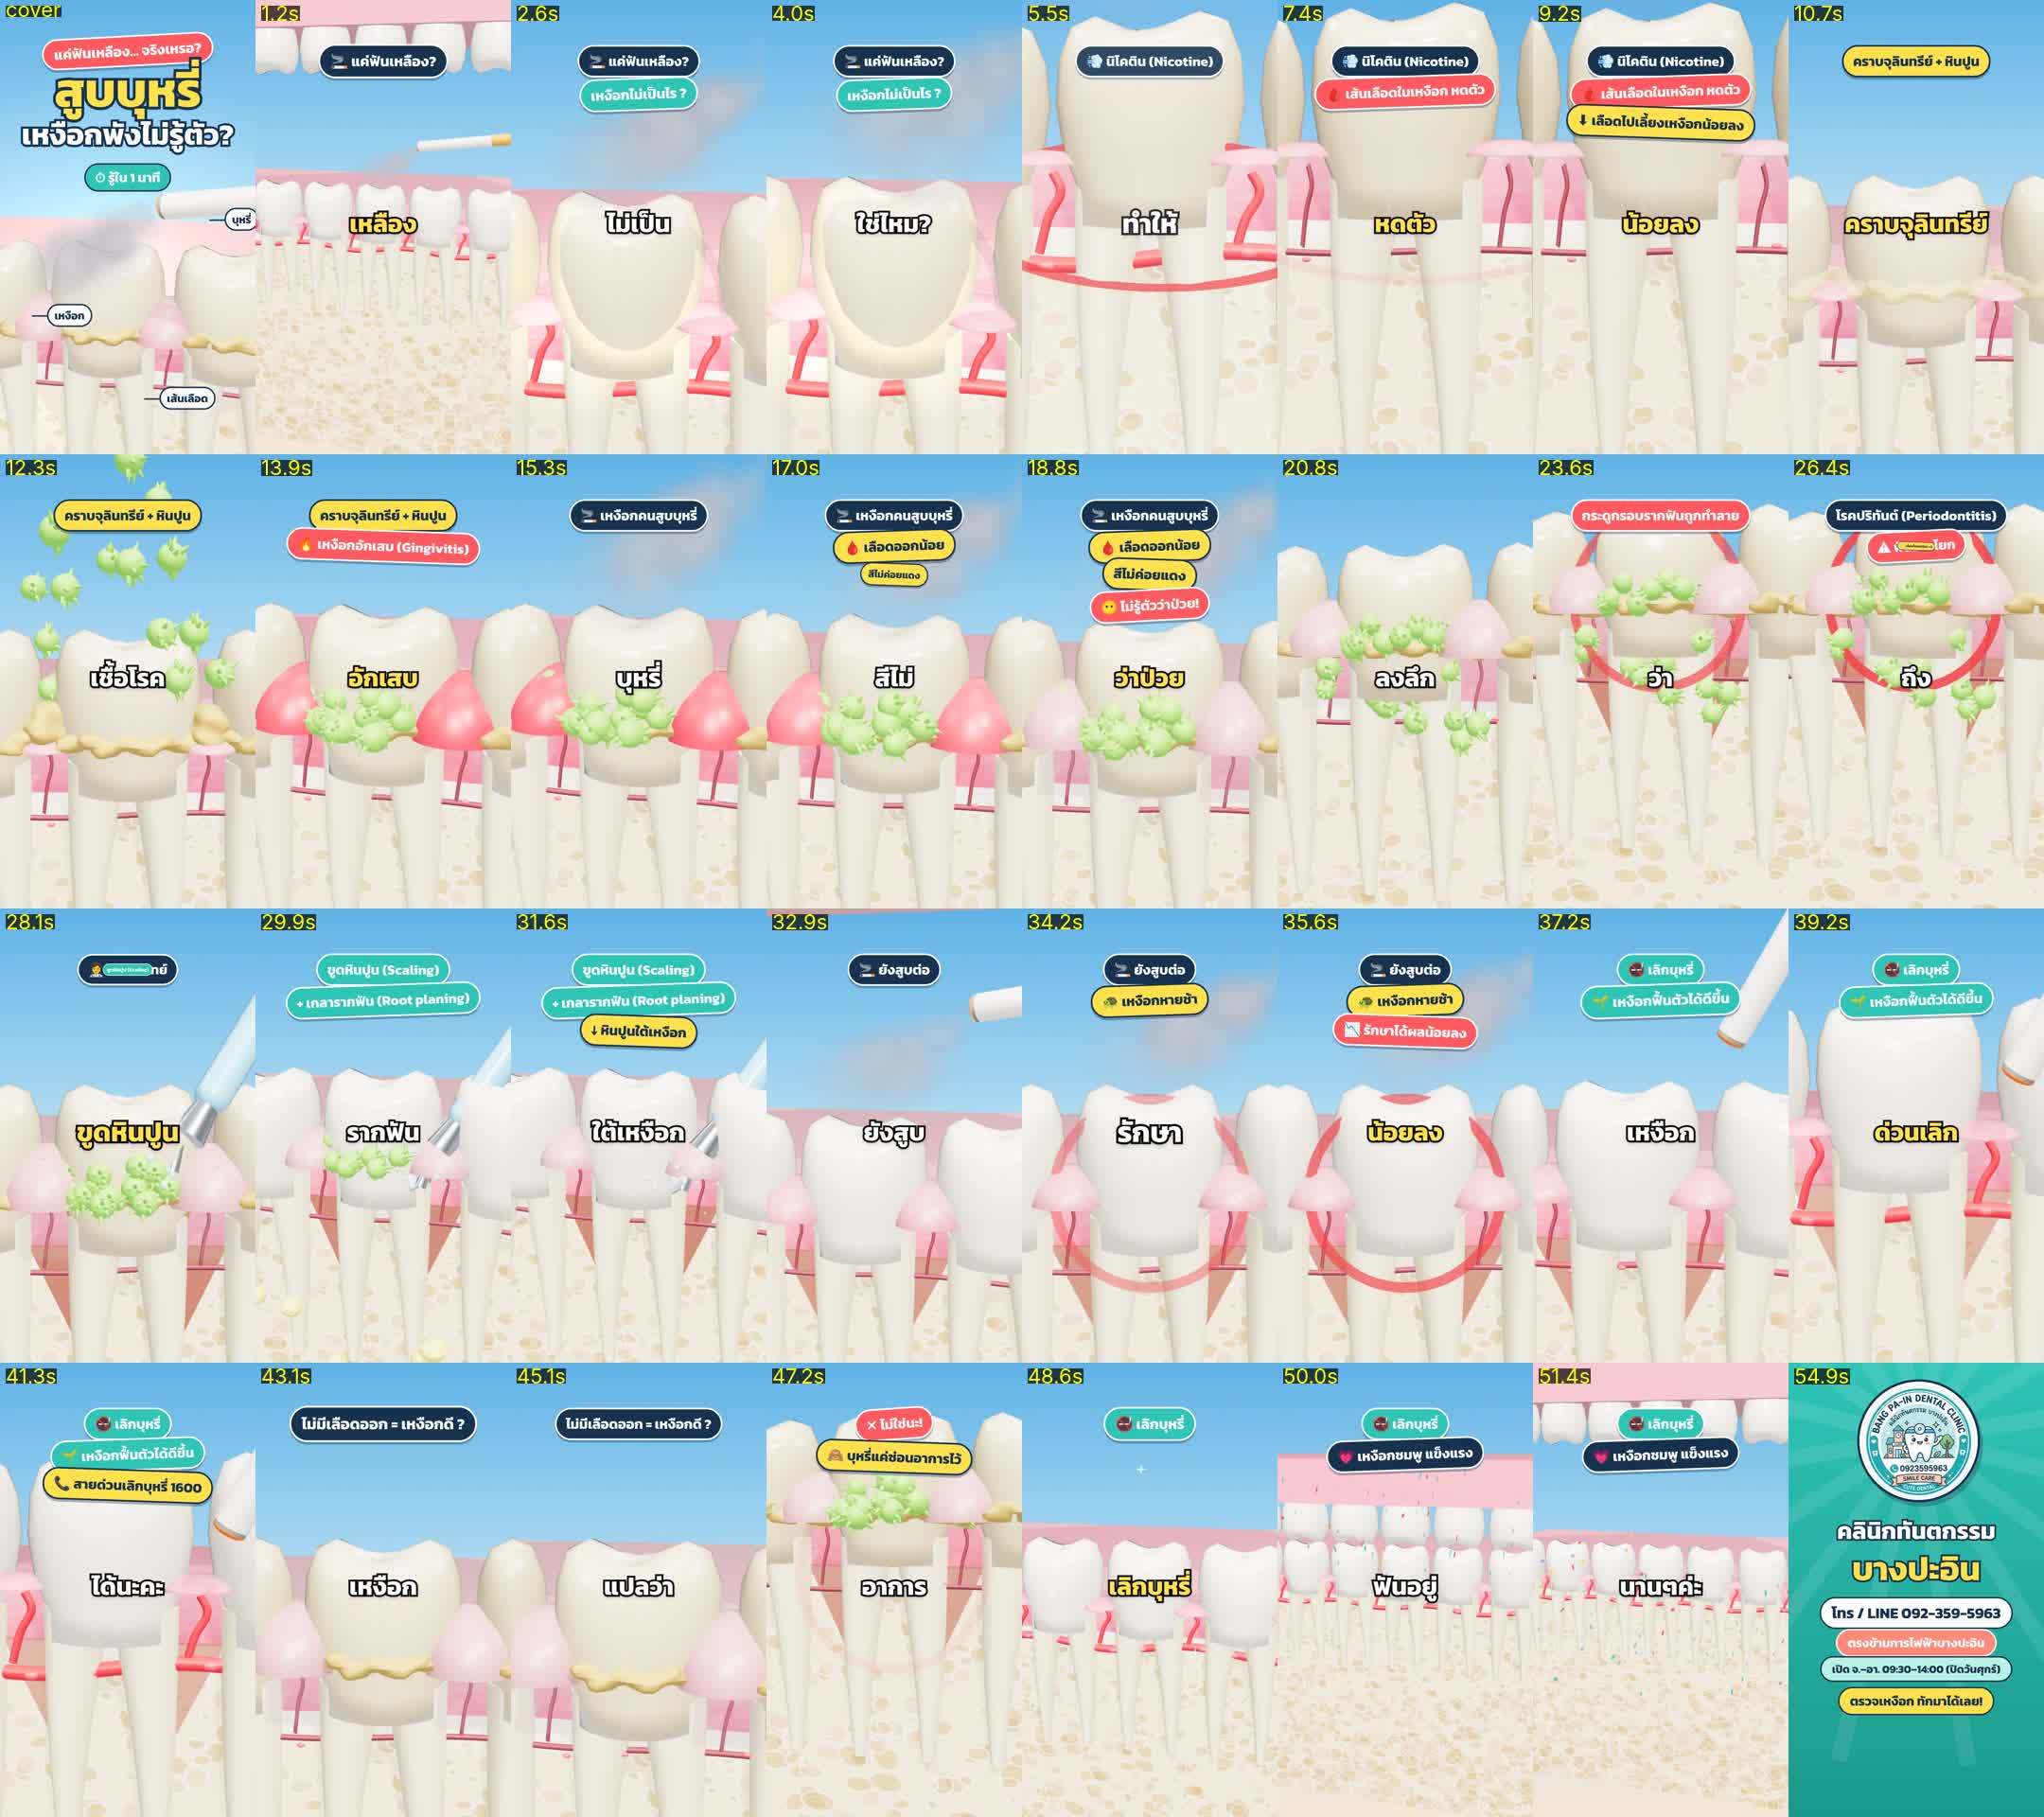 cover
แค่ฟันเหลือง... จริงเหรอ?
สูบบุหรี่
เหงือกพังไม่รู้ตัว?
รู้ใน 1 นาที
บุหรี่
เหงือก
เส้นเลือด
1.2s
แค่ฟันเหลือง?
เหลือง
2.6s
แค่ฟันเหลือง?
เหงือกไม่เป็นไร ?
ไม่เป็น
4.0s
แค่ฟันเหลือง?
เหงือกไม่เป็นไร ?
ใช่ไหม?
5.5s
นิโคติน (Nicotine)
ทำให้
7.4s
นิโคติน (Nicotine)
เส้นเลือดในเหงือก หดตัว
หดตัว
9.2s
นิโคติน (Nicotine)
เส้นเลือดในเหงือก หดตัว
⬇ เลือดไปเลี้ยงเหงือกน้อยลง
น้อยลง
10.7s
คราบจุลินทรีย์ + หินปูน
คราบจุลินทรีย์
12.3s
คราบจุลินทรีย์ + หินปูน
เชื้อโรค
13.9s
คราบจุลินทรีย์ + หินปูน
เหงือกอักเสบ (Gingivitis)
อักเสบ
15.3s
เหงือกคนสูบบุหรี่
บุหรี่
17.0s
เหงือกคนสูบบุหรี่
เลือดออกน้อย
สีไม่ค่อยแดง
สีไม่
18.8s
เหงือกคนสูบบุหรี่
เลือดออกน้อย
สีไม่ค่อยแดง
ไม่รู้ตัวว่าป่วย!
ว่าป่วย
20.8s
ลงลึก
23.6s
กระดูกรอบรากฟันถูกทำลาย
ว่า
26.4s
โรคปริทันต์ (Periodontitis)
โยก
ถึง
28.1s
ขูดหินปูน
29.9s
ขูดหินปูน (Scaling)
+ เกลารากฟัน (Root planing)
รากฟัน
31.6s
ขูดหินปูน (Scaling)
+ เกลารากฟัน (Root planing)
↓ หินปูนใต้เหงือก
ใต้เหงือก
32.9s
ยังสูบต่อ
ยังสูบ
34.2s
ยังสูบต่อ
เหงือกหายช้า
รักษา
35.6s
ยังสูบต่อ
เหงือกหายช้า
รักษาได้ผลน้อยลง
น้อยลง
37.2s
เลิกบุหรี่
เหงือกฟื้นตัวได้ดีขึ้น
เหงือก
39.2s
เลิกบุหรี่
เหงือกฟื้นตัวได้ดีขึ้น
ด่วนเลิก
41.3s
เลิกบุหรี่
เหงือกฟื้นตัวได้ดีขึ้น
สายด่วนเลิกบุหรี่ 1600
ได้นะคะ
43.1s
ไม่มีเลือดออก = เหงือกดี ?
เหงือก
45.1s
ไม่มีเลือดออก = เหงือกดี ?
แปลว่า
47.2s
× ไม่ใช่นะ!
บุหรี่แค่ซ่อนอาการไว้
อาการ
48.6s
เลิกบุหรี่
เลิกบุหรี่
50.0s
เลิกบุหรี่
เหงือกชมพู แข็งแรง
ฟันอยู่
51.4s
เลิกบุหรี่
เหงือกชมพู แข็งแรง
นานๆค่ะ
54.9s
BANG PA-IN DENTAL CLINIC
คลินิกทันตกรรม บางปะอิน
0923595963
SMILE CARE
CUTE DENTAL
คลินิกทันตกรรม
บางปะอิน
โทร / LINE 092-359-5963
ตรงข้ามการไฟฟ้าบางปะอิน
เปิด จ.–อา. 09:30–14:00 (ปิดวันศุกร์)
ตรวจเหงือก ทักมาได้เลย!